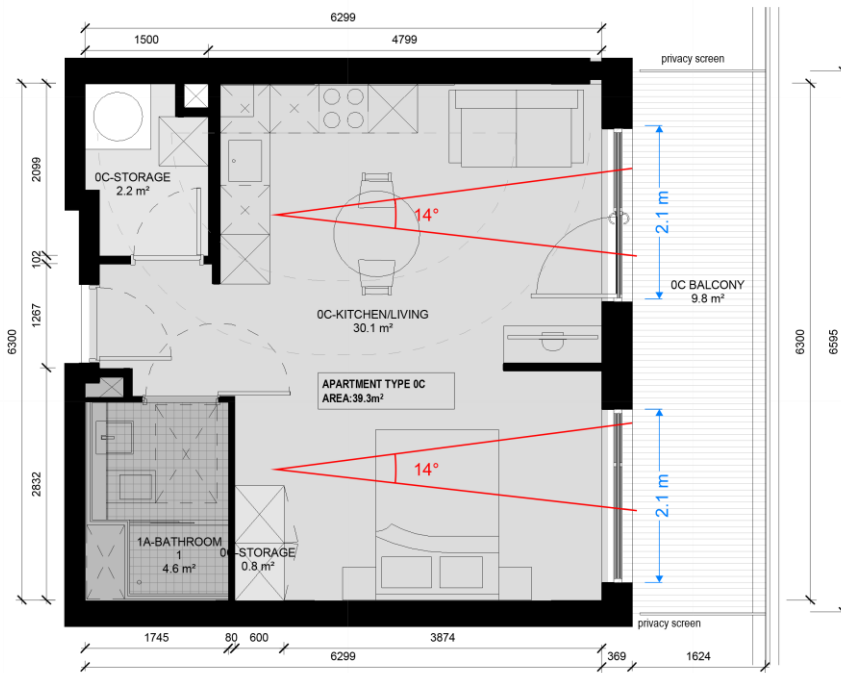 6299
1500
4799
privacy screen
2099
0C-STORAGE
2.2 m²
14°
2.1 m
102
0C BALCONY
9.8 m²
1267
0C-KITCHEN/LIVING
30.1 m²
6300
6300
6595
APARTMENT TYPE 0C
AREA:39.3m²
14°
2.1 m
2832
1A-BATHROOM
1
4.6 m²
0C-STORAGE
0.8 m²
privacy screen
1745
80
600
3874
6299
369
1624